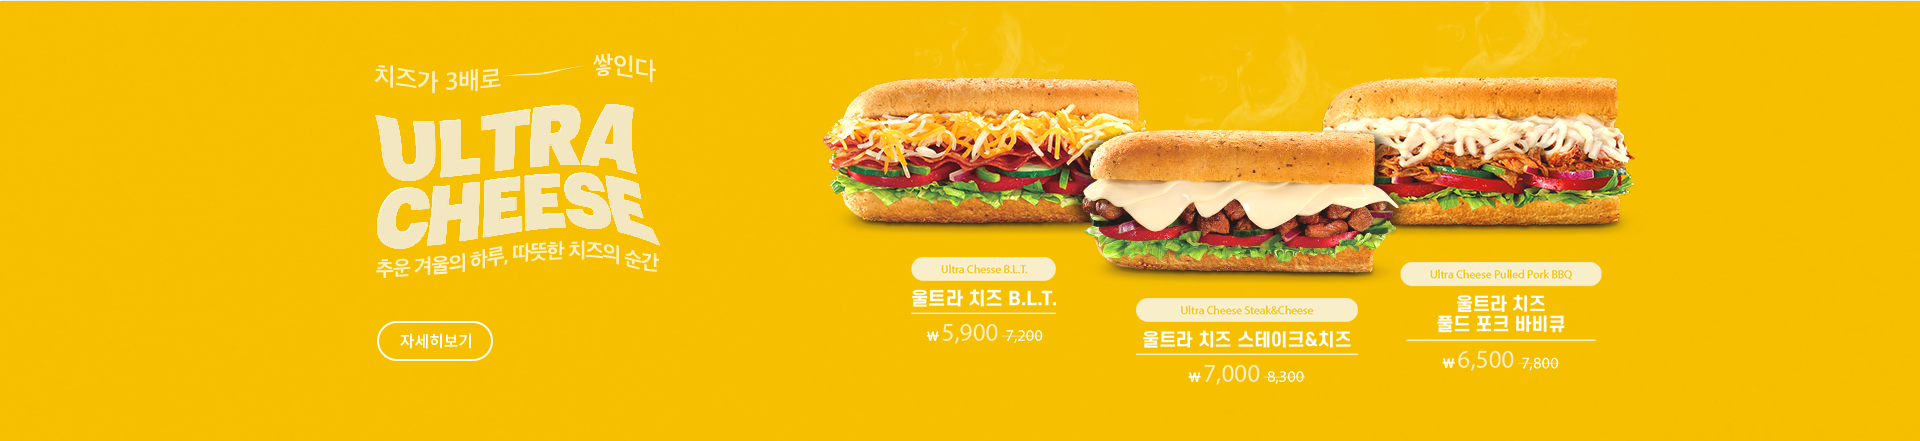 치즈가 3배로 쌓인다
ULTRA
CHEESE
추운 겨울의 하루, 따뜻한 치즈의 순간
자세히보기
Ultra Chesse B.L.T.
울트라 치즈 B.L.T.
₩5,900 7,200
Ultra Cheese Steak&Cheese
울트라 치즈 스테이크&치즈
₩7,000 8,300
Ultra Cheese Pulled Pork BBQ
울트라 치즈
풀드 포크 바비큐
₩6,500 7,800